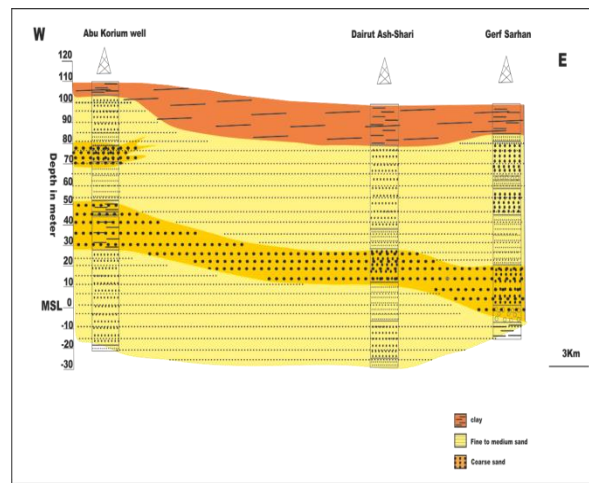 W
Abu Korium well
Dairut Ash-Shari
Gerf Sarhan
E
120
110
100
90
80
70
60
50
40
30
20
10
MSL 0
-10
-20
-30
Depth in meter
3Km
clay
Fine to medium sand
Coarse sand